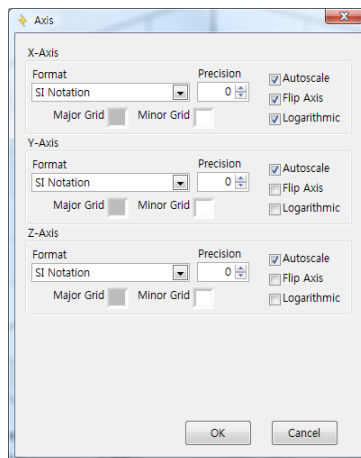 Axis
X-Axis
Format Precision
SI Notation 0 Autoscale
Flip Axis
Major Grid Minor Grid Logarithmic
Y-Axis
Format Precision
SI Notation 0 Autoscale
Flip Axis
Major Grid Minor Grid Logarithmic
Z-Axis
Format Precision
SI Notation 0 Autoscale
Flip Axis
Major Grid Minor Grid Logarithmic
OK Cancel